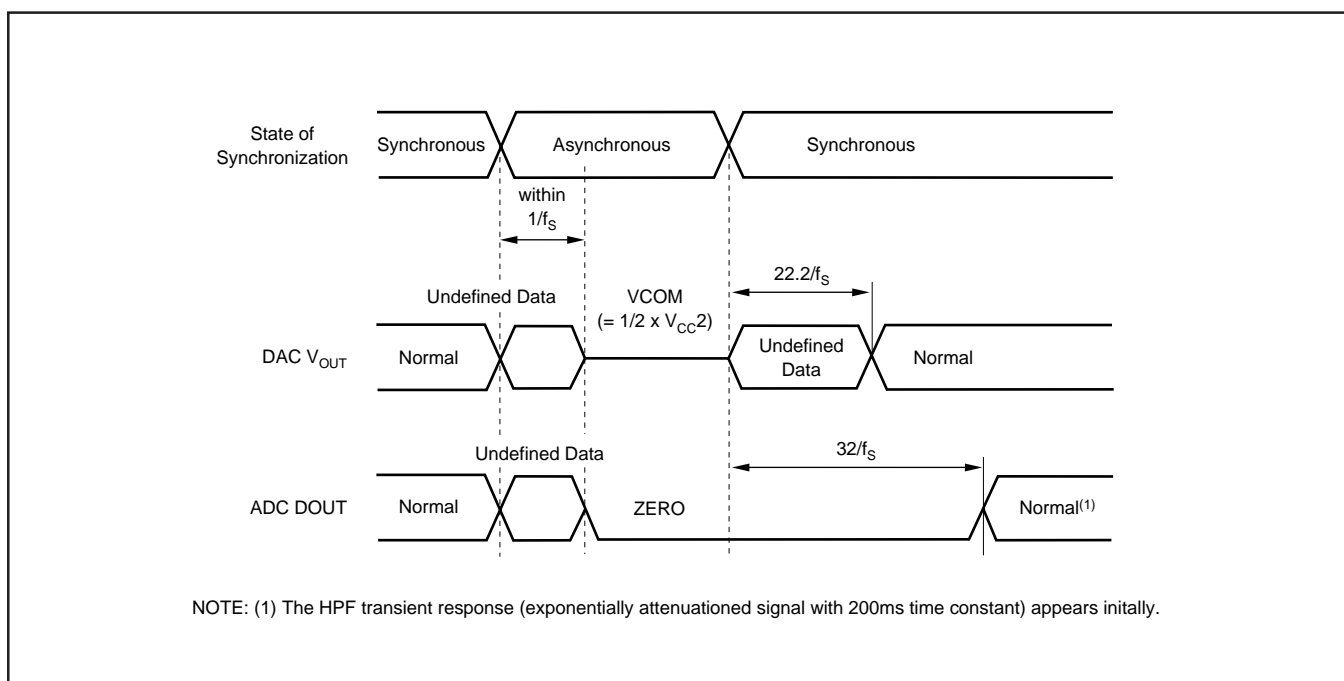 State of
Synchronization
Synchronous
Asynchronous
Synchronous
within
1/fS
Undefined Data
VCOM
(= 1/2 x VCC2)
22.2/fS
DAC VOUT
Normal
Undefined
Data
Normal
Undefined Data
32/fS
ADC DOUT
Normal
ZERO
Normal(1)
NOTE: (1) The HPF transient response (exponentially attenuationed signal with 200ms time constant) appears initally.